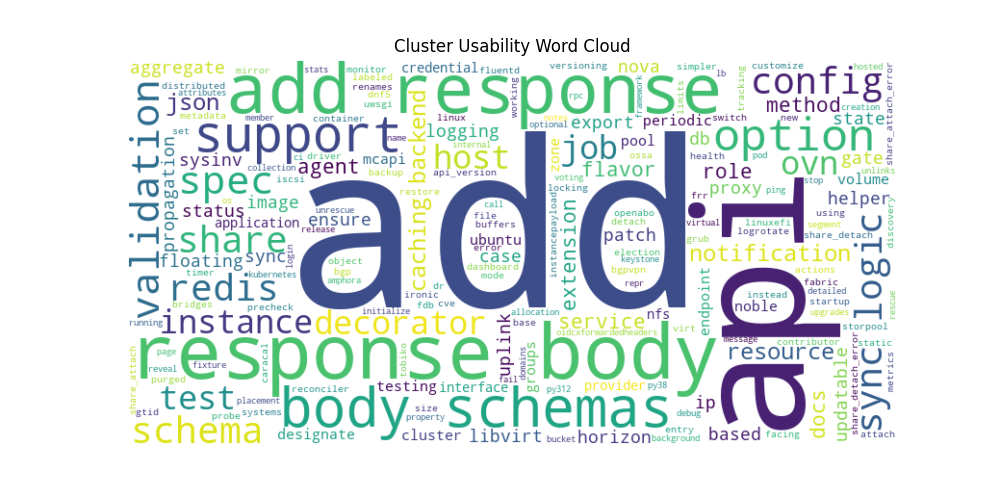 Cluster Usability Word Cloud
aggregate
mirror
stats
monitor
credential
fluentd
versioning
simpler
customize
hosted
distributed
attributes
metadata
labeled
renames
dnf5
uwsgi
add response
nova
lb
config
json
member
container
working
rpc
framework
limits
tracking
method
creation
state
set
support
name
linux
optional
export
periodic
switch
new
share_attach_error
validation
propagation
sysinv
collection
ci
driver
iscsi
agent
mcapi
backup
backend
logging
internal
api_version
host
zone
notes
voting
job
flavor
pool
ossa
db
health
option
ovn
pod
gate
unlinks
volume
spec
image
status
os
application
unrescue
release
ensure
restore
caching
add
call
file
buffers
ubuntu
error
case
dashboard
mode
instancepayload
locking
extension
openabo
detach
patch
election
keystone
bgpvpn
repr
role
proxy
ping
frr
virtual
stop
helper
linuxefi
using
logrotate
share_detach
segment
logic
discovery
share
floating
timer
sync
kubernetes
login
object
bgp
amphora
precheck
bridges
redis
dr
ironic
fdb
cve
initialize
allocation
grub
notification
actions
fabric
instead
detailed
noble
startup
upgrades
rescue
api
endpoint
running
instance
decorator
base
oidcxforwardedheaders
service
nfs
virt
message
contributor
storpool
static
share_attach
page
reveal
purged
fixture
response body
caracal
tobiko
uplink
fail
domains
groups
resource
updatable
sync
share_detach_error
metrics
test
gtid
placement
probe
systems
reconciler
testing
interface
size
property
py312
provider
py38
debug
ip
docs
body schemas
schema
designate
cluster
libvirt
bucket
horizon
entry
background
based
facing
attach